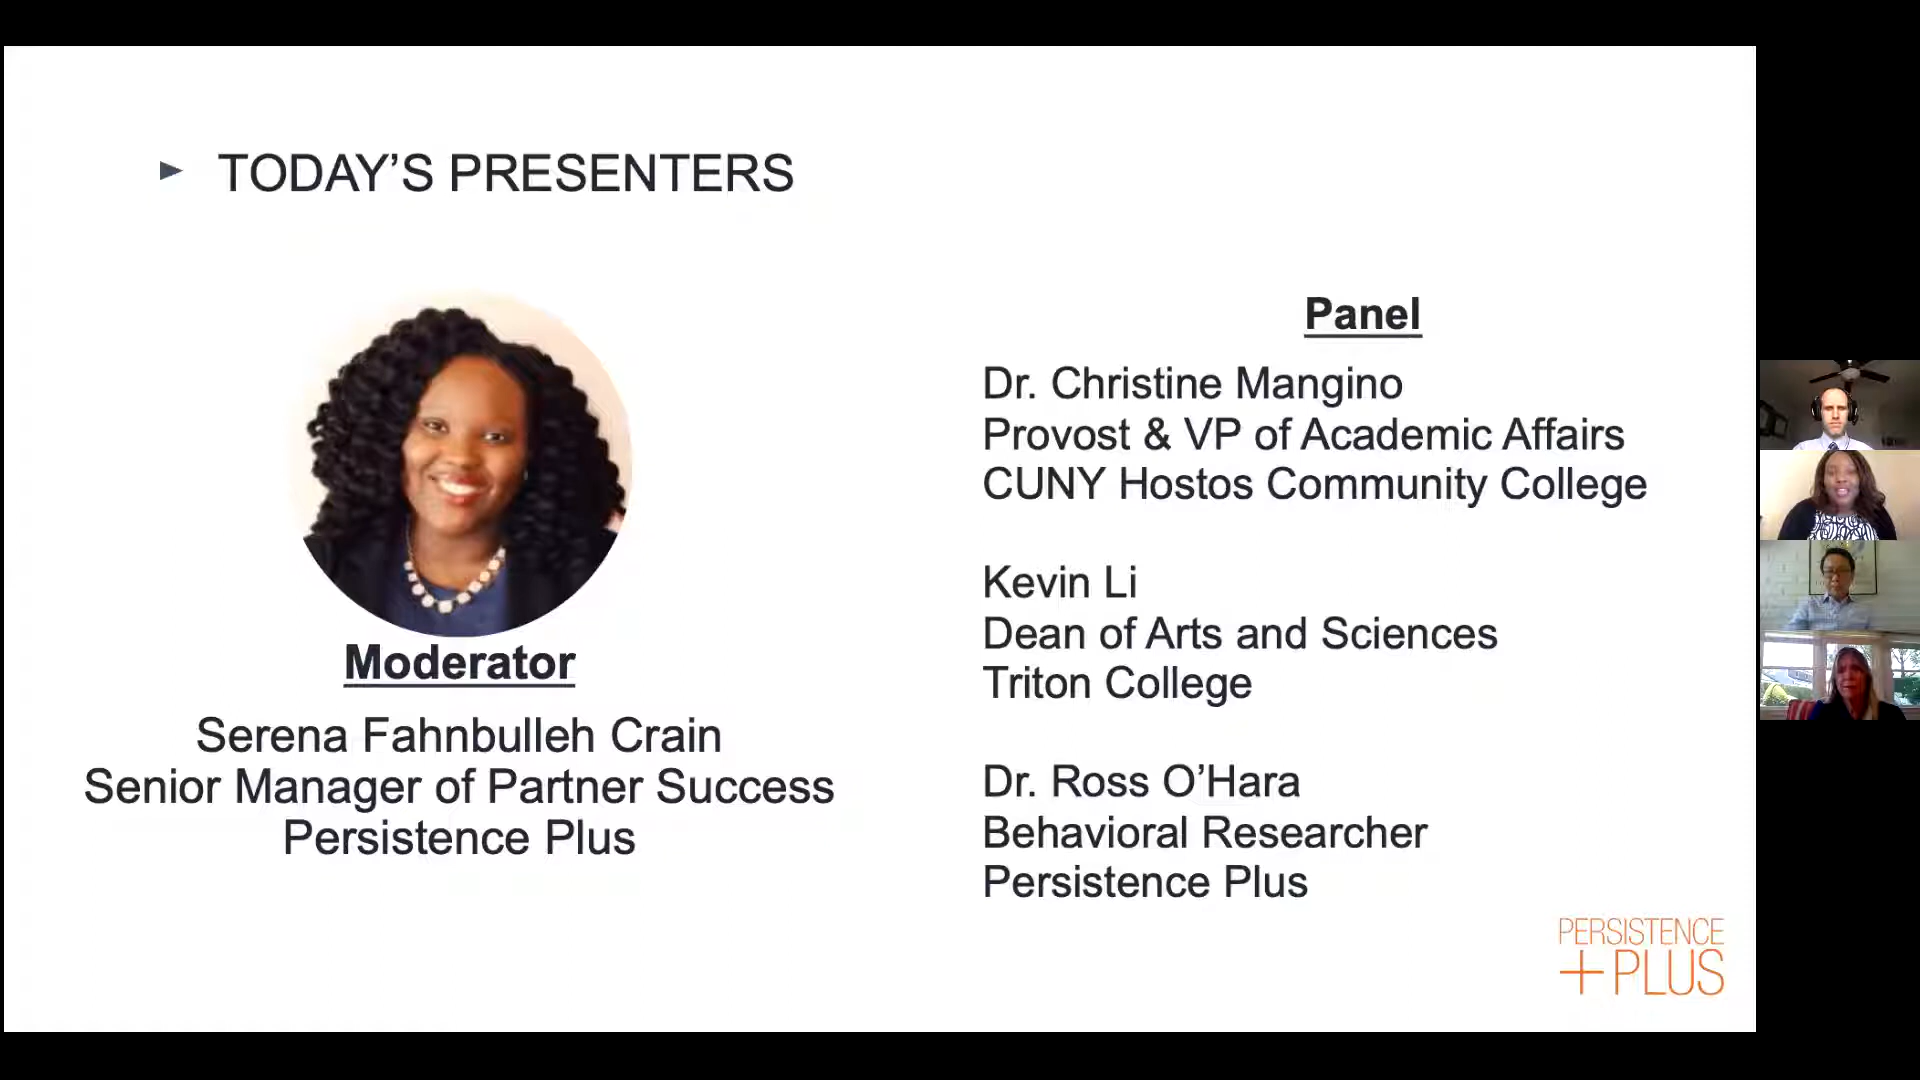 TODAY’S PRESENTERS
Moderator
Serena Fahnbulleh Crain
Senior Manager of Partner Success
Persistence Plus
Panel
Dr. Christine Mangino
Provost & VP of Academic Affairs
CUNY Hostos Community College
Kevin Li
Dean of Arts and Sciences
Triton College
Dr. Ross O’Hara
Behavioral Researcher
Persistence Plus
PERSISTENCE
+PLUS